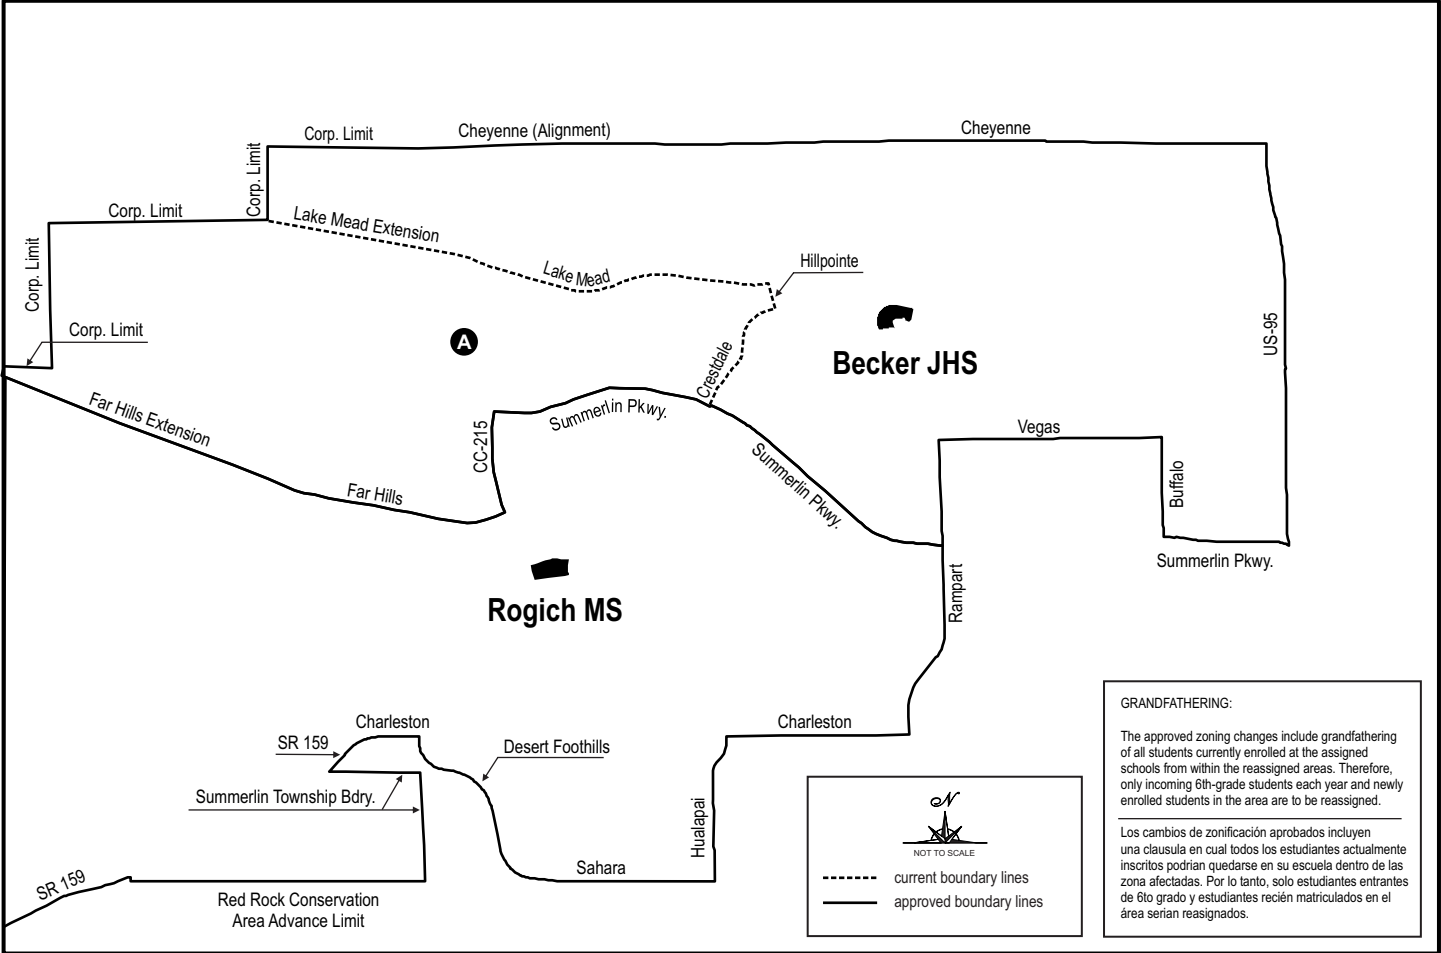 Corp. Limit
Cheyenne (Alignment)
Cheyenne
Corp. Limit
Corp. Limit
Lake Mead Extension
Corp. Limit
Lake Mead
Hillpointe
Corp. Limit
A
US-95
Becker JHS
Crestdale
Far Hills Extension
Summerlin Pkwy.
CC-215
Vegas
Summerlin Pkwy.
Buffalo
Far Hills
Summerlin Pkwy.
Rampart
Rogich MS
Charleston
SR 159
Desert Foothills
Charleston
Summerlin Township Bdry.
Hualapai
Sahara
SR 159
Red Rock Conservation
Area Advance Limit
N
NOT TO SCALE
current boundary lines
approved boundary lines
GRANDFATHERING:
The approved zoning changes include grandfathering
of all students currently enrolled at the assigned
schools from within the reassigned areas. Therefore,
only incoming 6th-grade students each year and newly
enrolled students in the area are to be reassigned.
Los cambios de zonificación aprobados incluyen
una clausula en cual todos los estudiantes actualmente
inscritos podrian quedarse en su escuela dentro de las
zona afectadas. Por lo tanto, solo estudiantes entrantes
de 6to grado y estudiantes recién matriculados en el
área serian reasignados.